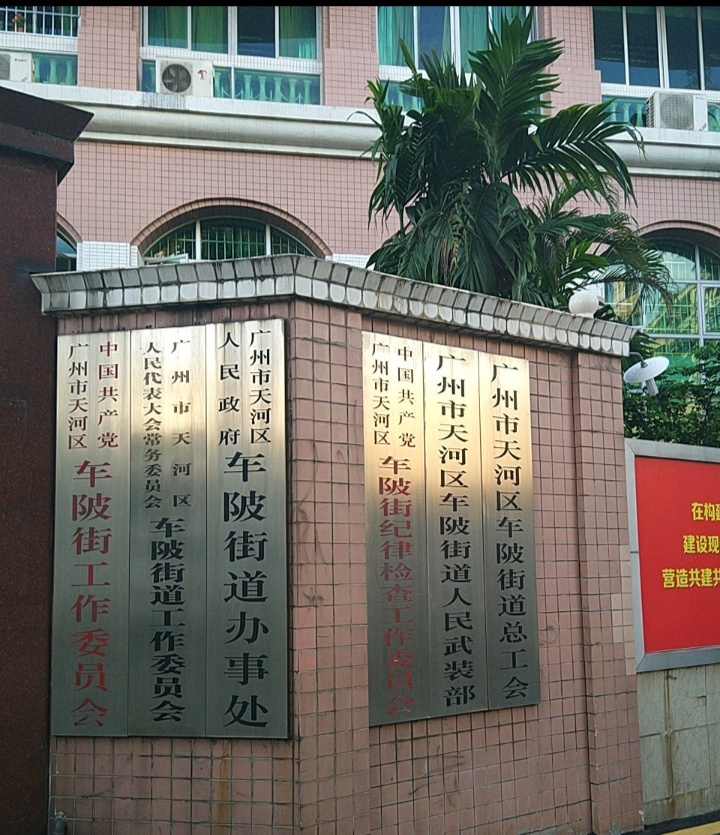 中国共产党
广州市天河区
车陂街工作委员会
广州市天河区
人民代表大会常务委员会
车陂街道工作委员会
广州市天河区
人民政府
车陂街道办事处
中国共产党
广州市天河区
车陂街纪律检查工作委员会
广州市天河区车陂街道人民武装部
广州市天河区车陂街道总工会
在构建
建设现
营造共建共